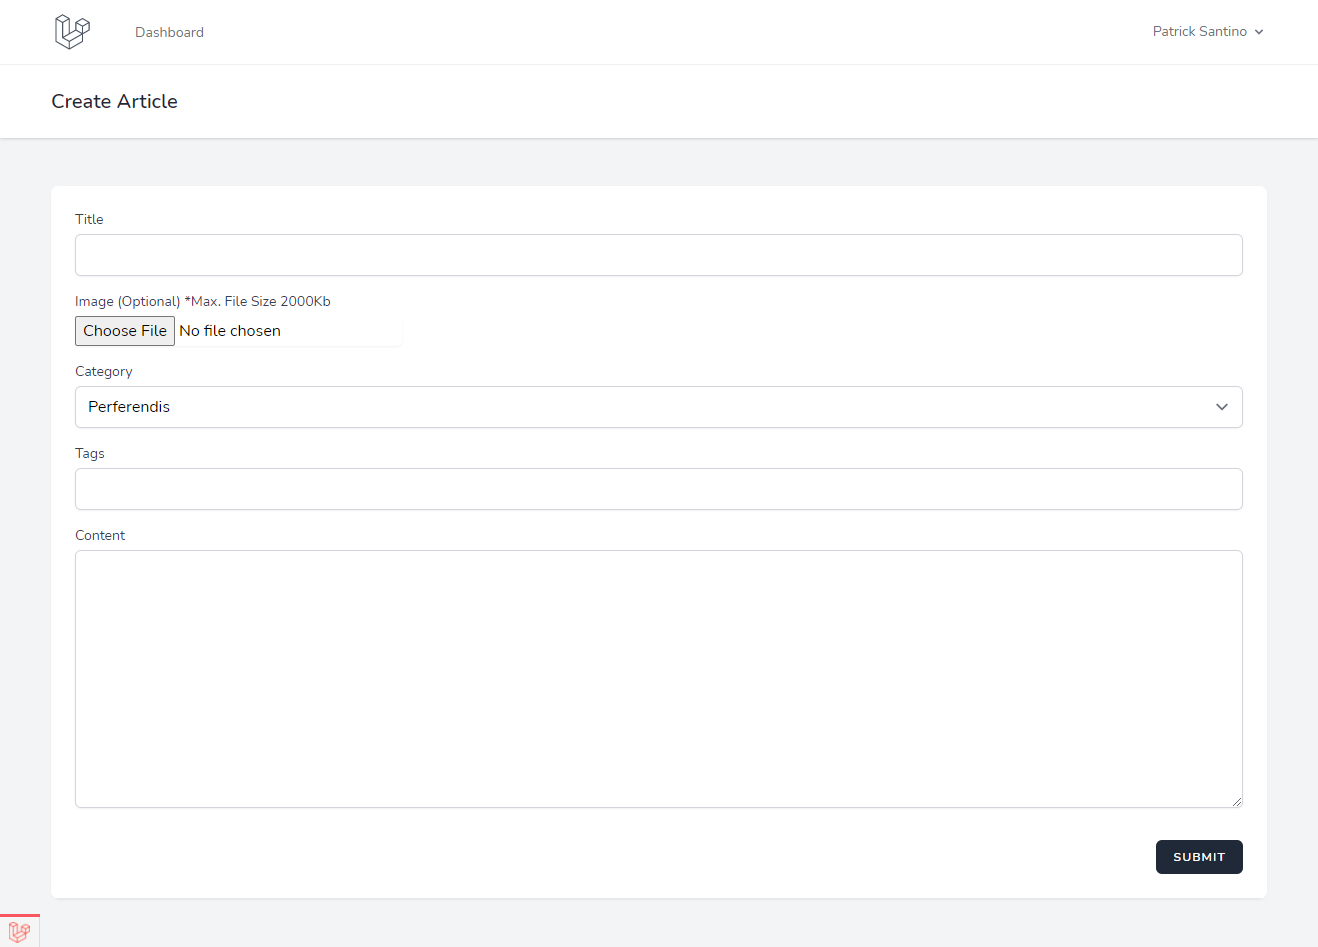 Dashboard
Patrick Santino
Create Article
Title
Image (Optional) *Max. File Size 2000Kb
Choose File No file chosen
Category
Perferendis
Tags
Content
SUBMIT